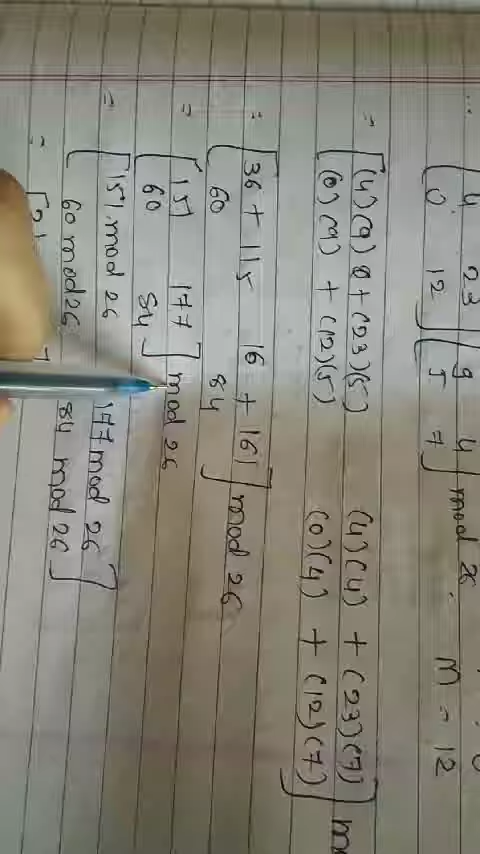 [4 23 [9 4
0 12] 5 7] mod 26. M = 12
= [(4)(9) + (23)(5) (4)(4) + (23)(7)
(0)(9) + (12)(5) (0)(4) + (12)(7)] m
= [36 + 115 16 + 161
60 84] mod 26
= [151 177
60 84] mod 26
= [151 mod 26 177 mod 26
60 mod 26 84 mod 26]